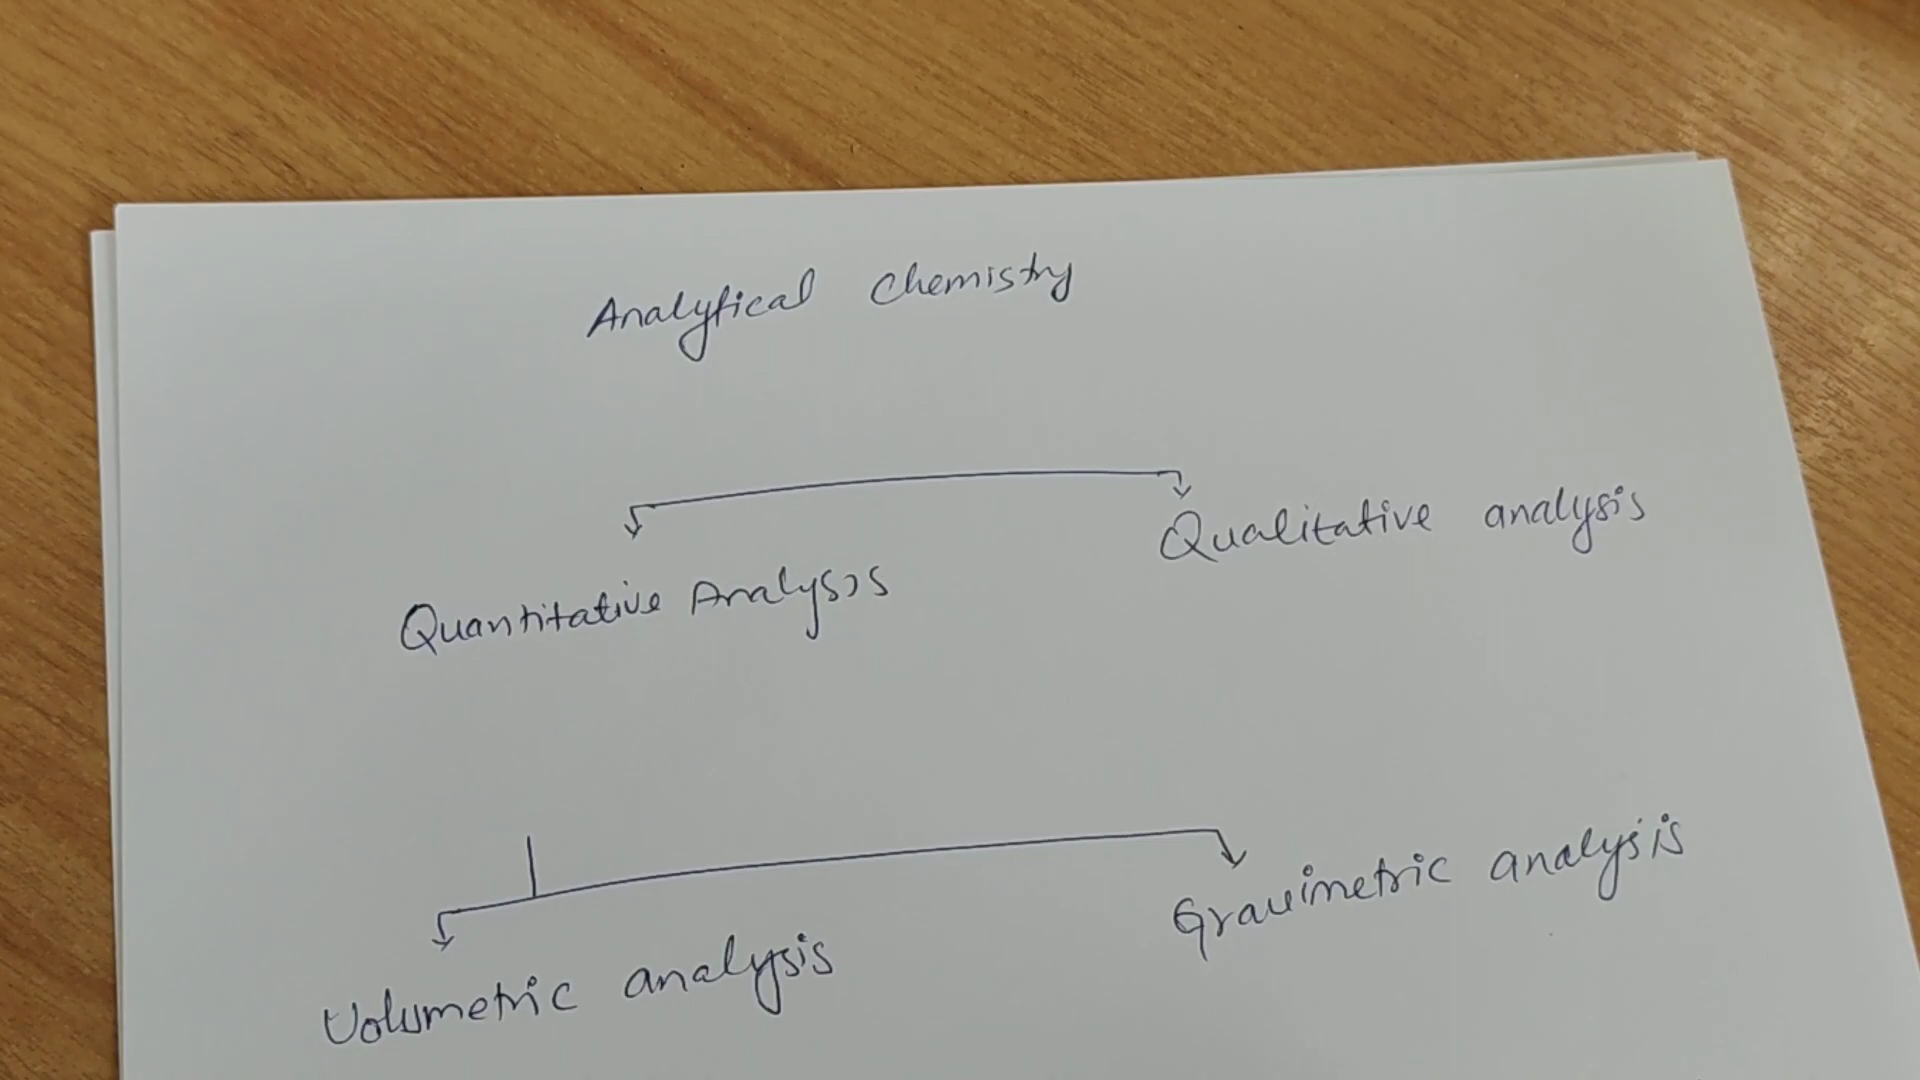 Analytical Chemistry
Quantitative Analysis
Qualitative analysis
Volumetric analysis
Gravimetric analysis